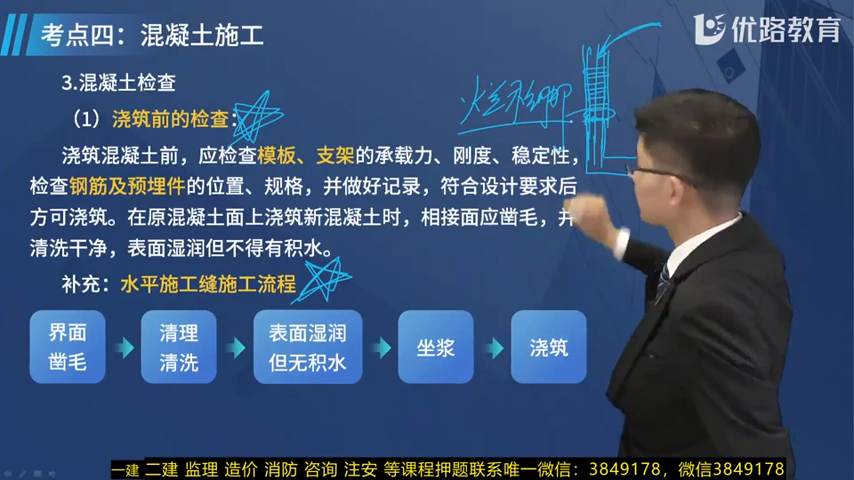 考点四：混凝土施工
优路教育
3.混凝土检查
（1）浇筑前的检查：
浇筑混凝土前，应检查模板、支架的承载力、刚度、稳定性，
检查钢筋及预埋件的位置、规格，并做好记录，符合设计要求后
方可浇筑。在原混凝土面上浇筑新混凝土时，相接面应凿毛，并
清洗干净，表面湿润但不得有积水。
补充：水平施工缝施工流程
界面
凿毛
清理
清洗
表面湿润
但无积水
坐浆
浇筑
一建 二建 监理 造价 消防 咨询 注安 等课程押题联系唯一微信：3849178，微信3849178